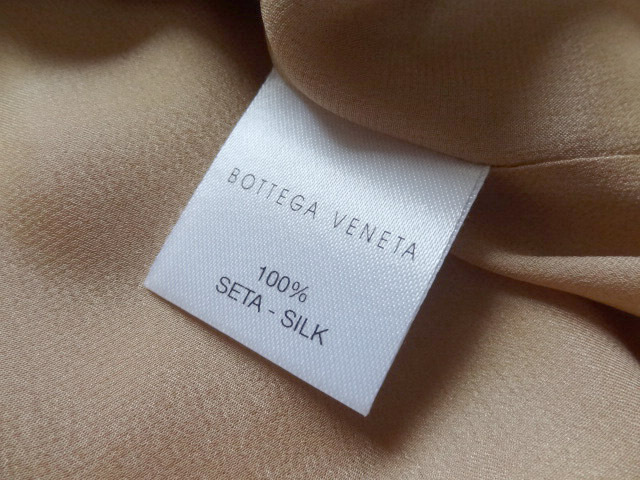 BOTTEGA VENETA
100%
SETA - SILK